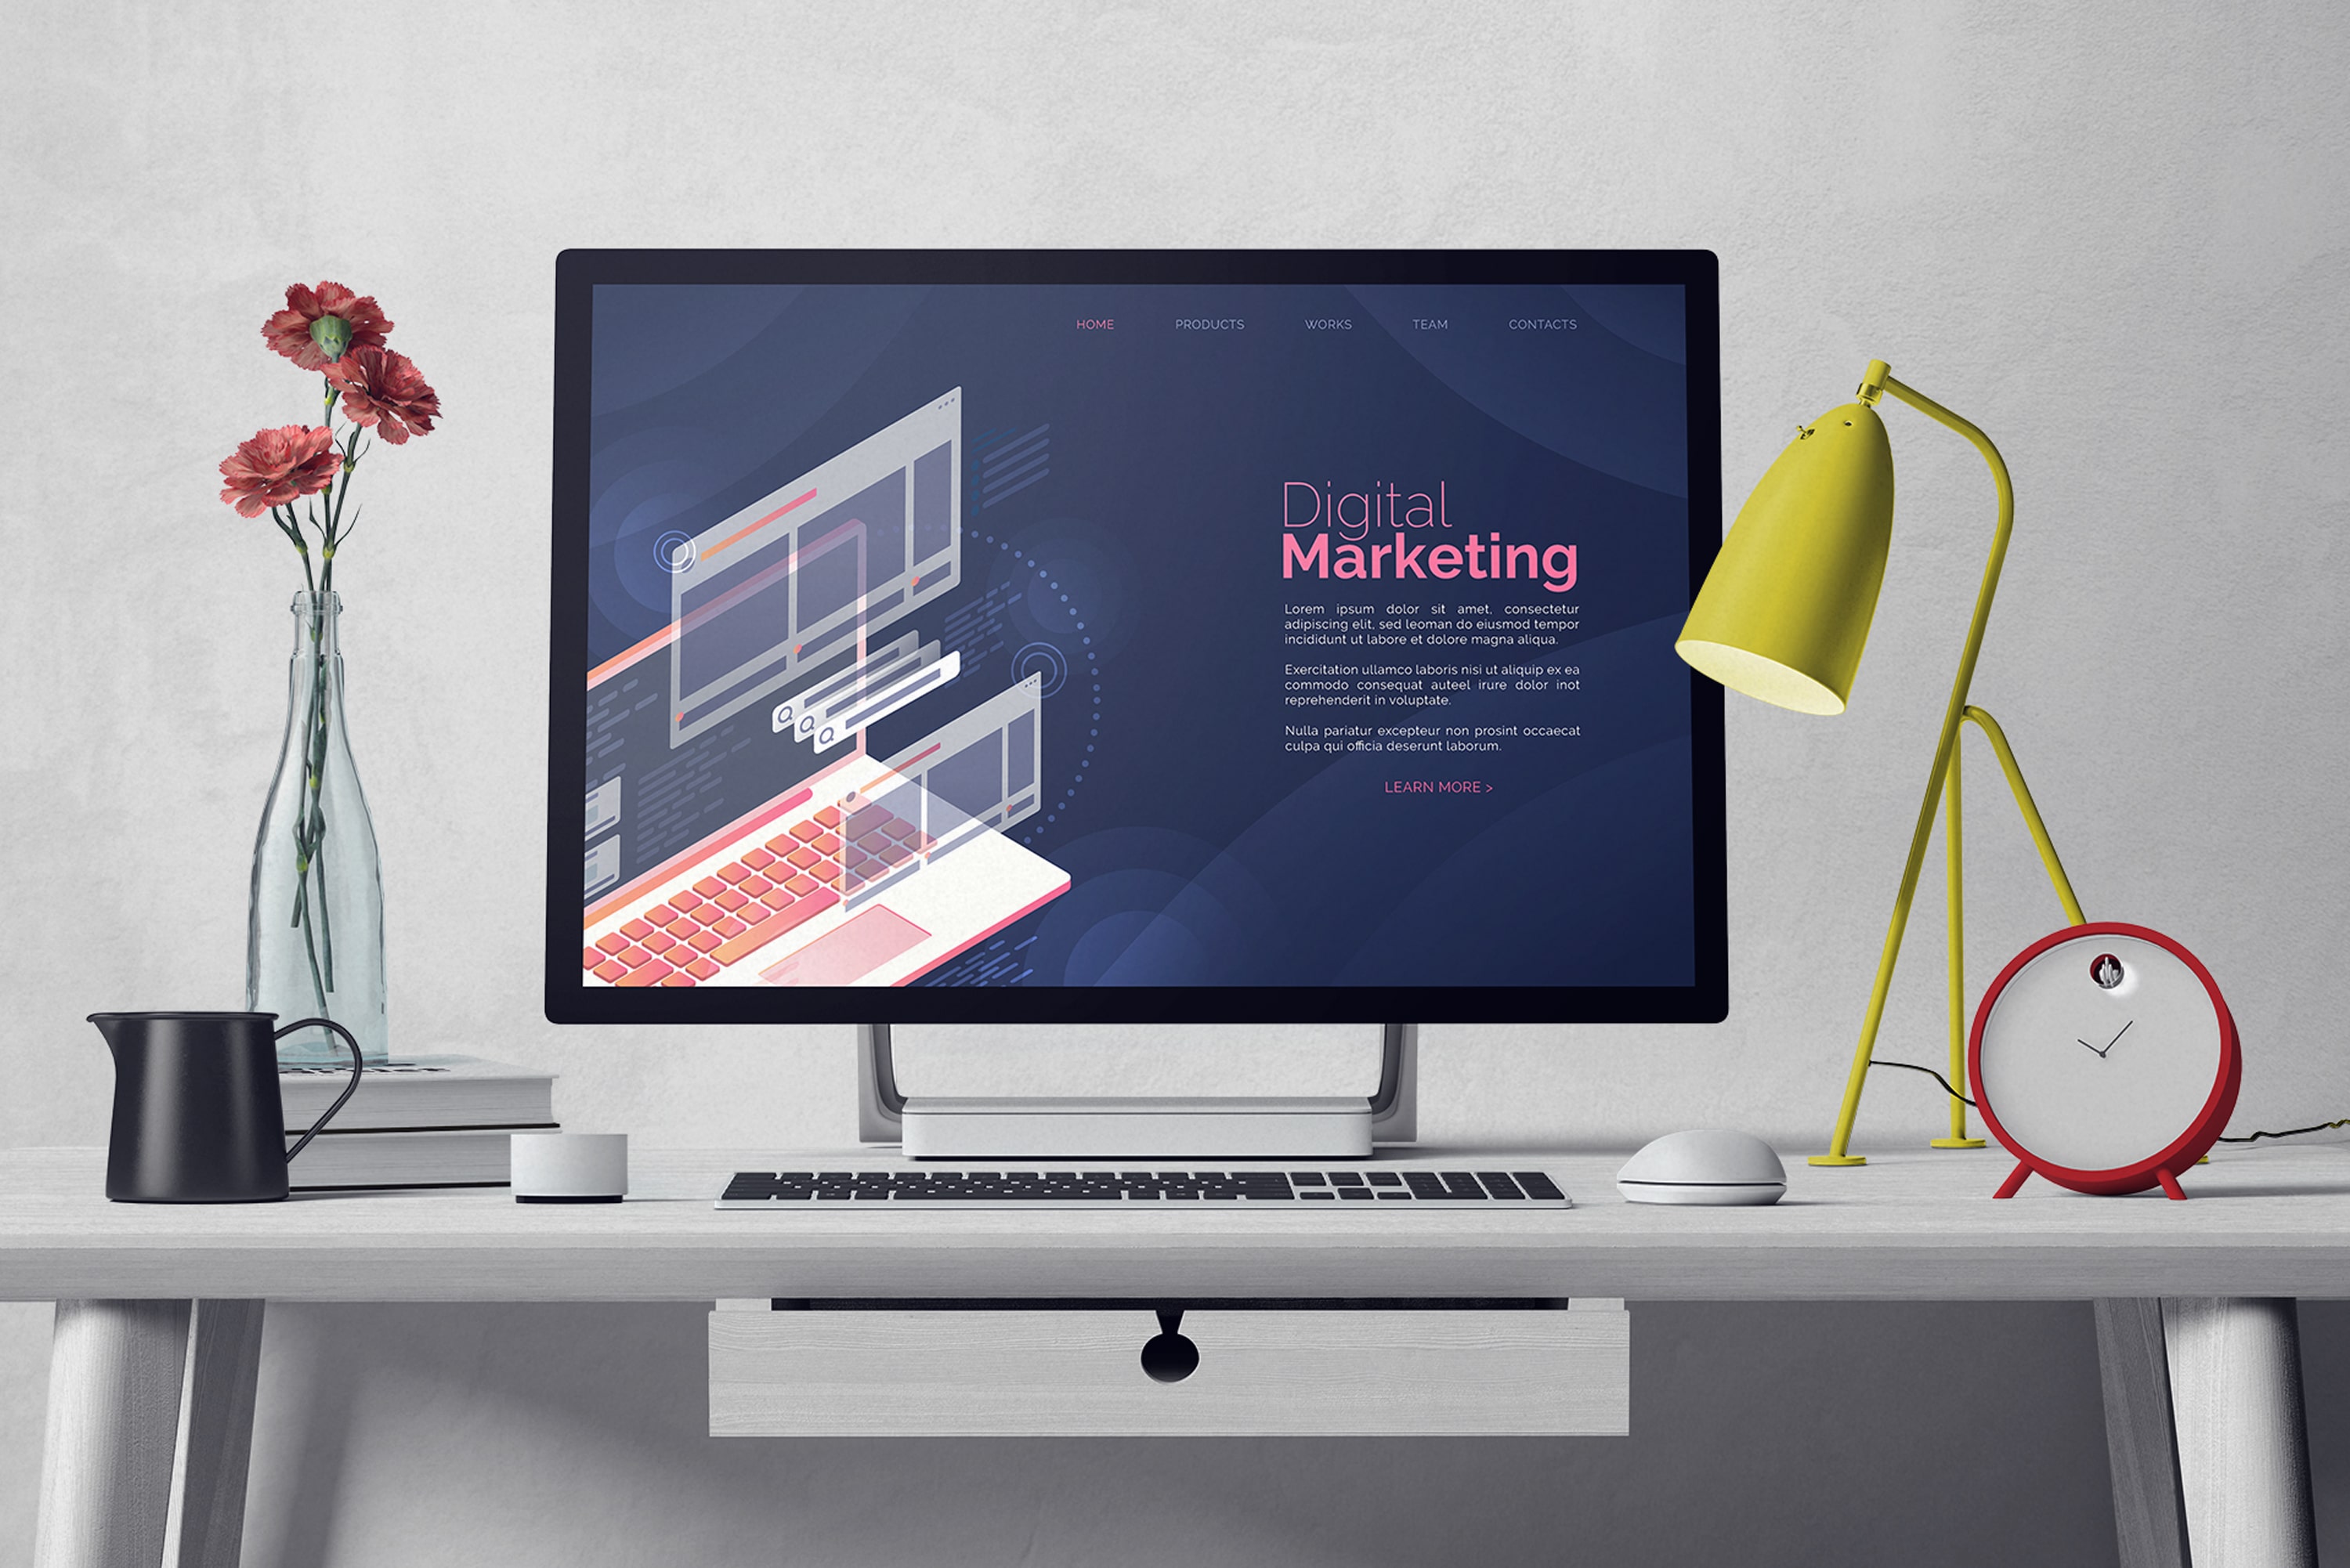 HOME PRODUCTS WORKS TEAM CONTACTS
Digital
Marketing
Lorem ipsum dolor sit amet, consectetur
adipiscing elit, sed leoman do eiusmod tempor
incididunt ut labore et dolore magna aliqua.
Exercitation ullamco laboris nisi ut aliquip ex ea
commodo consequat auteel irure dolor inot
reprehenderit in voluptate.
Nulla pariatur excepteur non prosint occaecat
culpa qui officia deserunt laborum.
LEARN MORE >